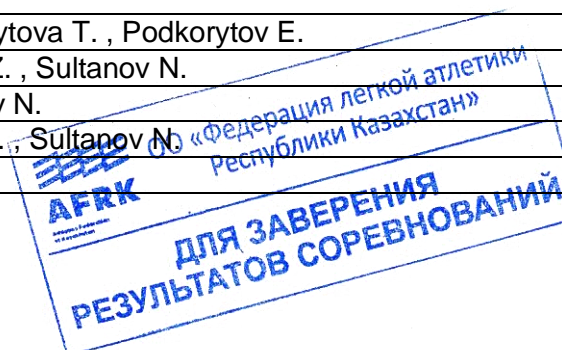 ytova T. , Podkorytov E.
Z. , Sultanov N.
v N.
. , Sultanov N.
ОО «Федерация легкой атлетики
Республики Казахстан»
AFRK
ДЛЯ ЗАВЕРЕНИЯ
РЕЗУЛЬТАТОВ СОРЕВНОВАНИЙ